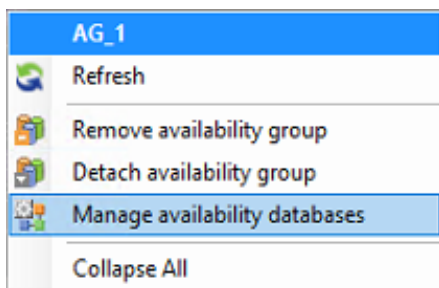 AG_1
Refresh
Remove availability group
Detach availability group
Manage availability databases
Collapse All